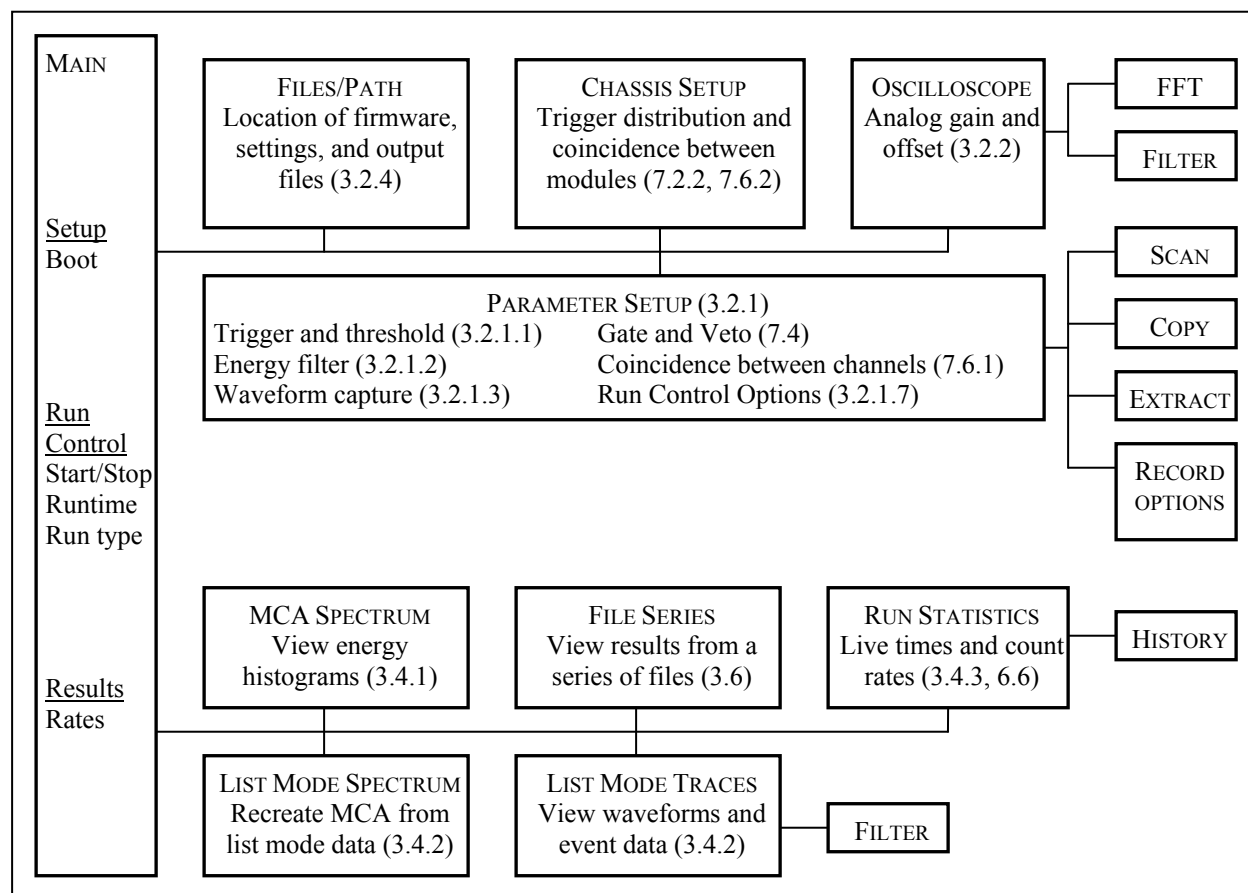 MAIN
Setup
Boot
Run
Control
Start/Stop
Runtime
Run type
Results
Rates
FILES/PATH
Location of firmware,
settings, and output
files (3.2.4)
CHASSIS SETUP
Trigger distribution and
coincidence between
modules (7.2.2, 7.6.2)
OSCILLOSCOPE
Analog gain and
offset (3.2.2)
FFT
FILTER
PARAMETER SETUP (3.2.1)
Trigger and threshold (3.2.1.1)
Energy filter (3.2.1.2)
Waveform capture (3.2.1.3)
Gate and Veto (7.4)
Coincidence between channels (7.6.1)
Run Control Options (3.2.1.7)
SCAN
COPY
EXTRACT
RECORD
OPTIONS
MCA SPECTRUM
View energy
histograms (3.4.1)
FILE SERIES
View results from a
series of files (3.6)
RUN STATISTICS
Live times and count
rates (3.4.3, 6.6)
HISTORY
LIST MODE SPECTRUM
Recreate MCA from
list mode data (3.4.2)
LIST MODE TRACES
View waveforms and
event data (3.4.2)
FILTER